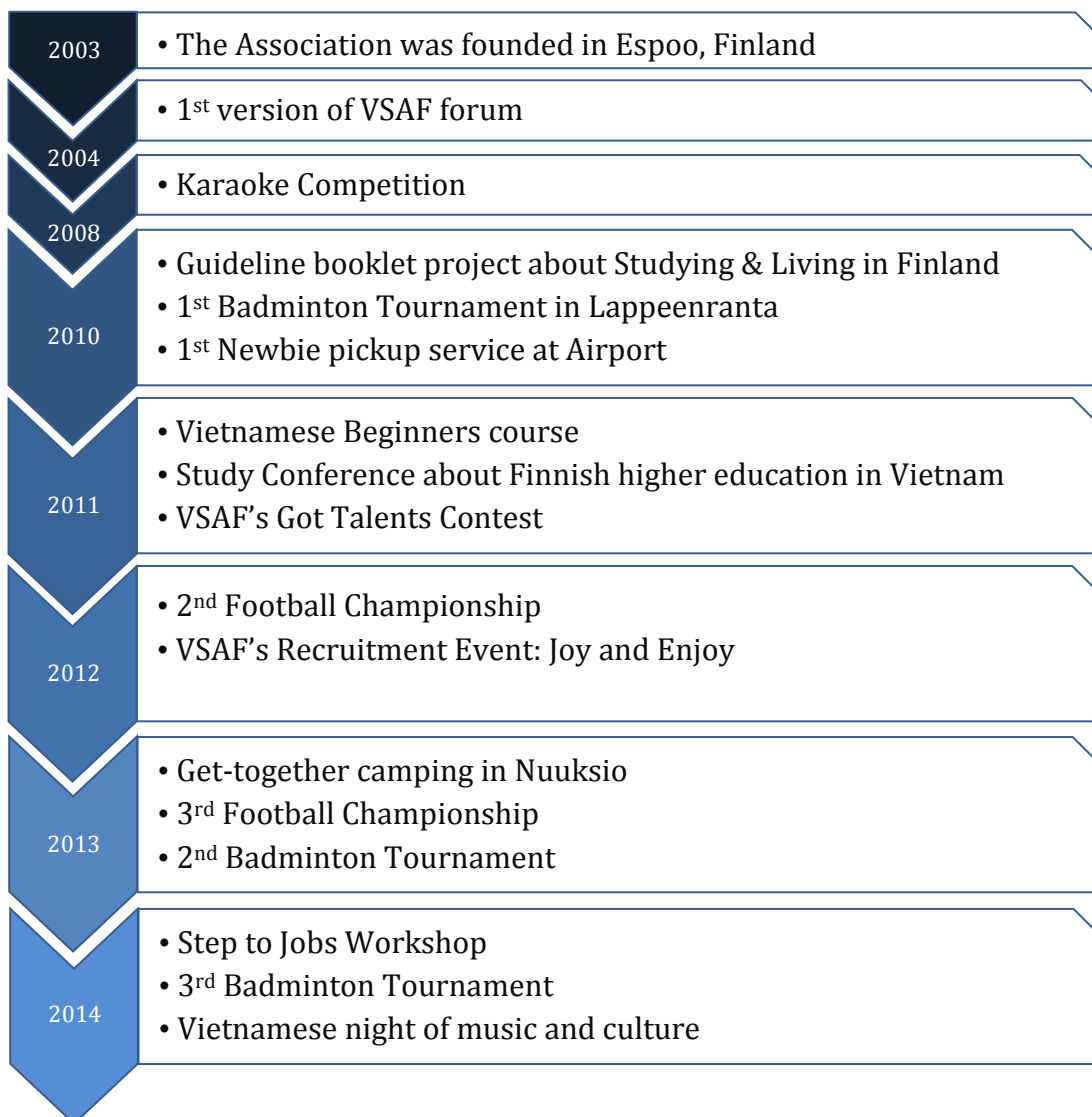 2003
• The Association was founded in Espoo, Finland
• 1st version of VSAF forum
2004
• Karaoke Competition
2008
• Guideline booklet project about Studying & Living in Finland
• 1st Badminton Tournament in Lappeenranta
2010
• 1st Newbie pickup service at Airport
• Vietnamese Beginners course
• Study Conference about Finnish higher education in Vietnam
2011
• VSAF’s Got Talents Contest
• 2nd Football Championship
• VSAF’s Recruitment Event: Joy and Enjoy
2012
• Get-together camping in Nuuksio
• 3rd Football Championship
2013
• 2nd Badminton Tournament
• Step to Jobs Workshop
• 3rd Badminton Tournament
2014
• Vietnamese night of music and culture